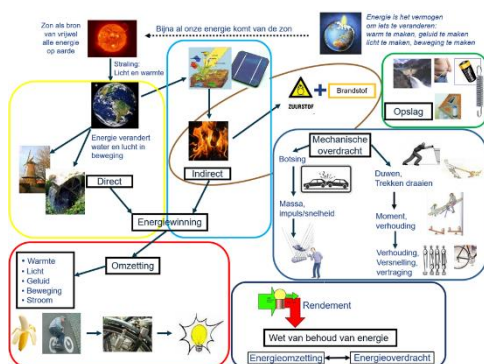 Zon als bron
van vrijwel
alle energie
op aarde
Bijna al onze energie komt van de zon
Energie is het vermogen
om iets te veranderen:
warm te maken, geluid te maken
licht te maken, beweging te maken
Straling:
Licht en warmte
ZUURSTOF
+
Brandstof
Opslag
Energie verandert
water en lucht in
beweging
Direct
Indirect
Energiewinning
Mechanische
overdracht
Botsing
Duwen,
Trekken draaien
Massa,
impuls/snelheid
Moment,
verhouding
Verhouding,
Versnelling,
vertraging
• Warmte
• Licht
• Geluid
• Beweging
• Stroom
Omzetting
Rendement
Wet van behoud van energie
Energieomzetting
Energieoverdracht